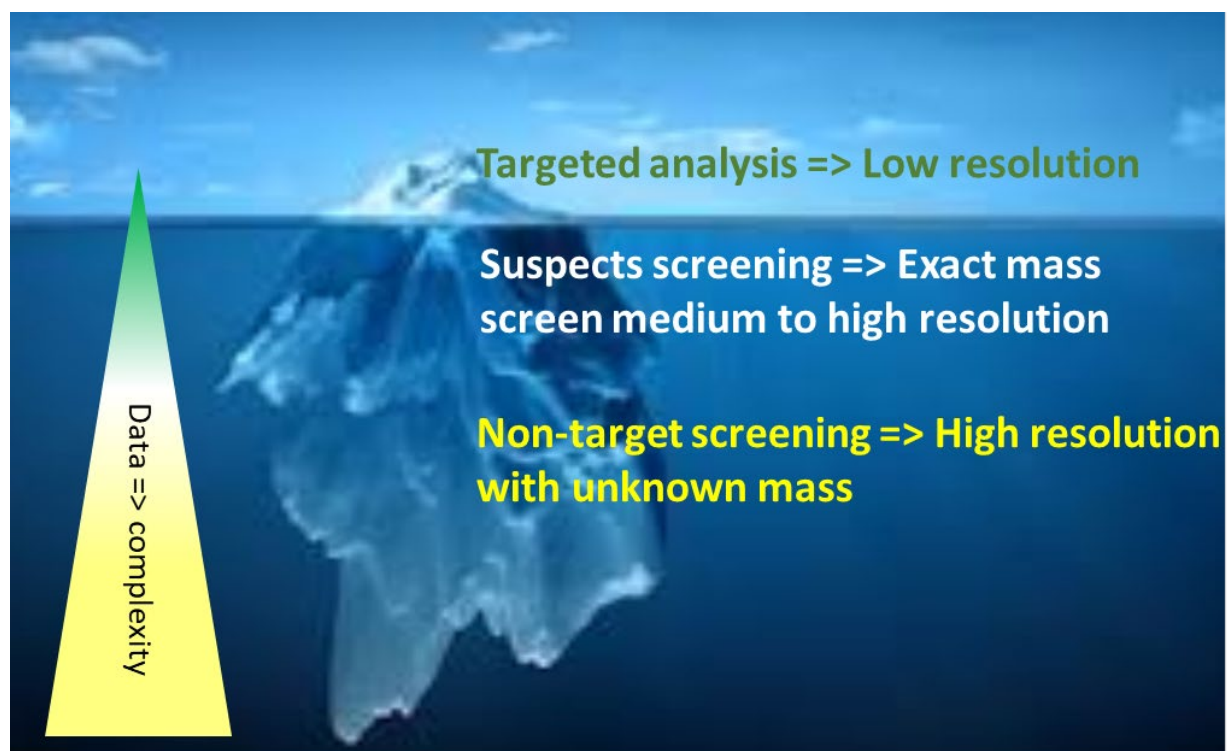 Targeted analysis => Low resolution
Suspects screening => Exact mass
screen medium to high resolution
Non-target screening => High resolution
with unknown mass
Data => complexity